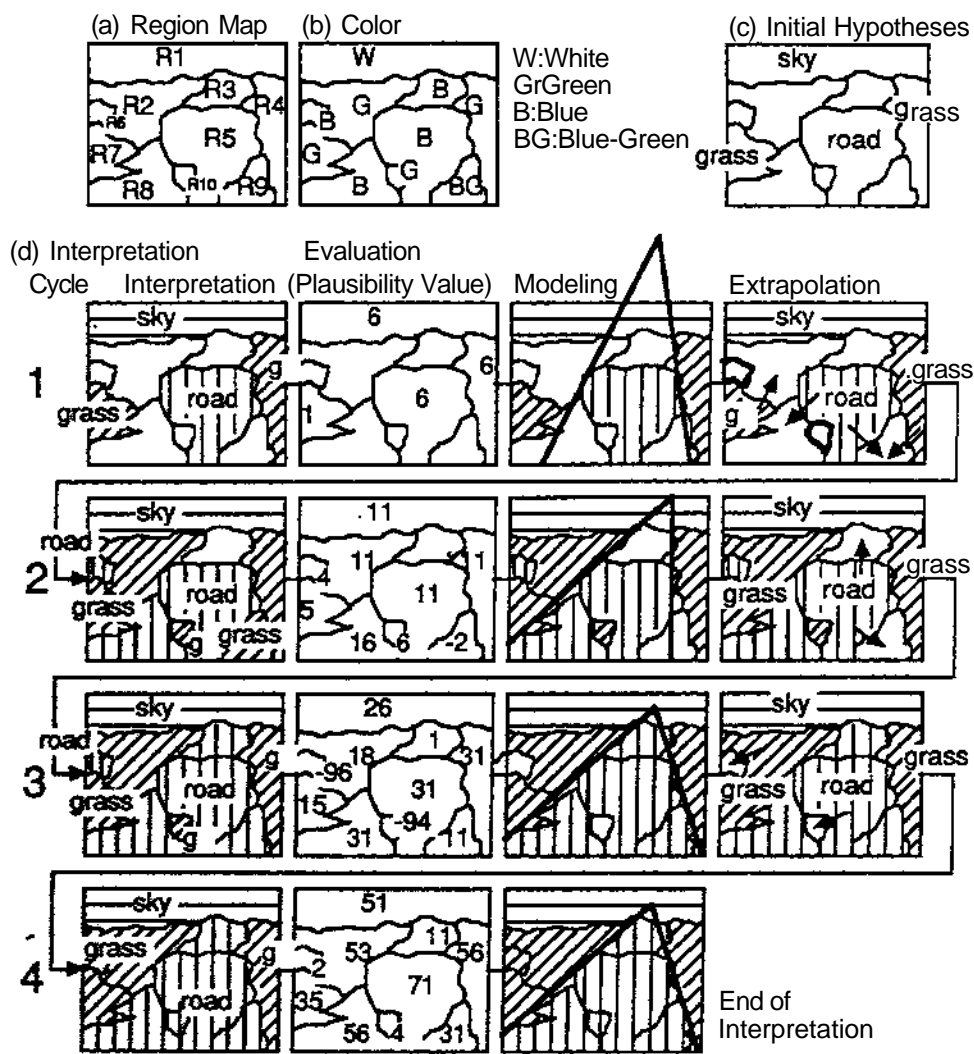 (a) Region Map
(b) Color
(c) Initial Hypotheses
R1
R2
R3
R4
R5
R6
R7
R8
R10
R9
W
B
G
G
B
B
G
G
B
BG
W:White
GrGreen
B:Blue
BG:Blue-Green
sky
grass
road
grass
(d) Interpretation
Cycle
Interpretation
Evaluation
(Plausibility Value)
Modeling
Extrapolation
1
sky
g
grass
road
6
6
6
1
sky
grass
road
g
2
road
sky
grass
road
g
grass
.11
11
1
4
11
5
16
6
-2
sky
grass
grass
road
3
road
sky
g
grass
road
g
26
18
1
31
-96
31
15
-94
31
11
sky
grass
grass
road
4
sky
grass
g
road
51
53
11
56
2
71
35
56
4
31
End of
Interpretation